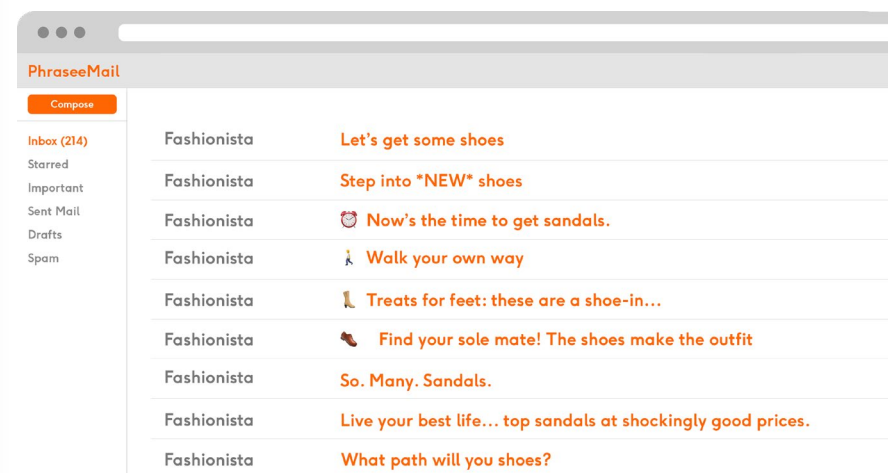 PhraseeMail
Compose
Inbox (214)
Starred
Important
Sent Mail
Drafts
Spam
Fashionista Let's get some shoes
Fashionista Step into *NEW* shoes
Fashionista ⏰ Now's the time to get sandals.
Fashionista 🚶 Walk your own way
Fashionista 👢 Treats for feet: these are a shoe-in...
Fashionista 👞 Find your sole mate! The shoes make the outfit
Fashionista So. Many. Sandals.
Fashionista Live your best life... top sandals at shockingly good prices.
Fashionista What path will you shoes?